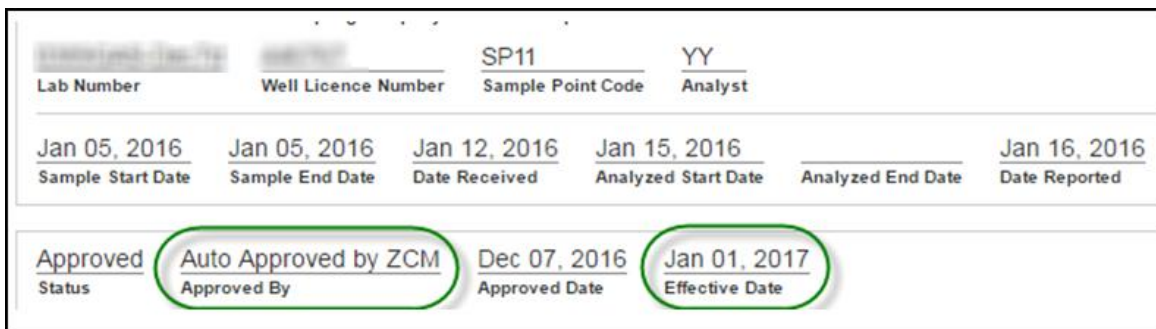 SP11 YY
Lab Number Well Licence Number Sample Point Code Analyst
Jan 05, 2016 Jan 05, 2016 Jan 12, 2016 Jan 15, 2016 Jan 16, 2016
Sample Start Date Sample End Date Date Received Analyzed Start Date Analyzed End Date Date Reported
Approved Auto Approved by ZCM Dec 07, 2016 Jan 01, 2017
Status Approved By Approved Date Effective Date